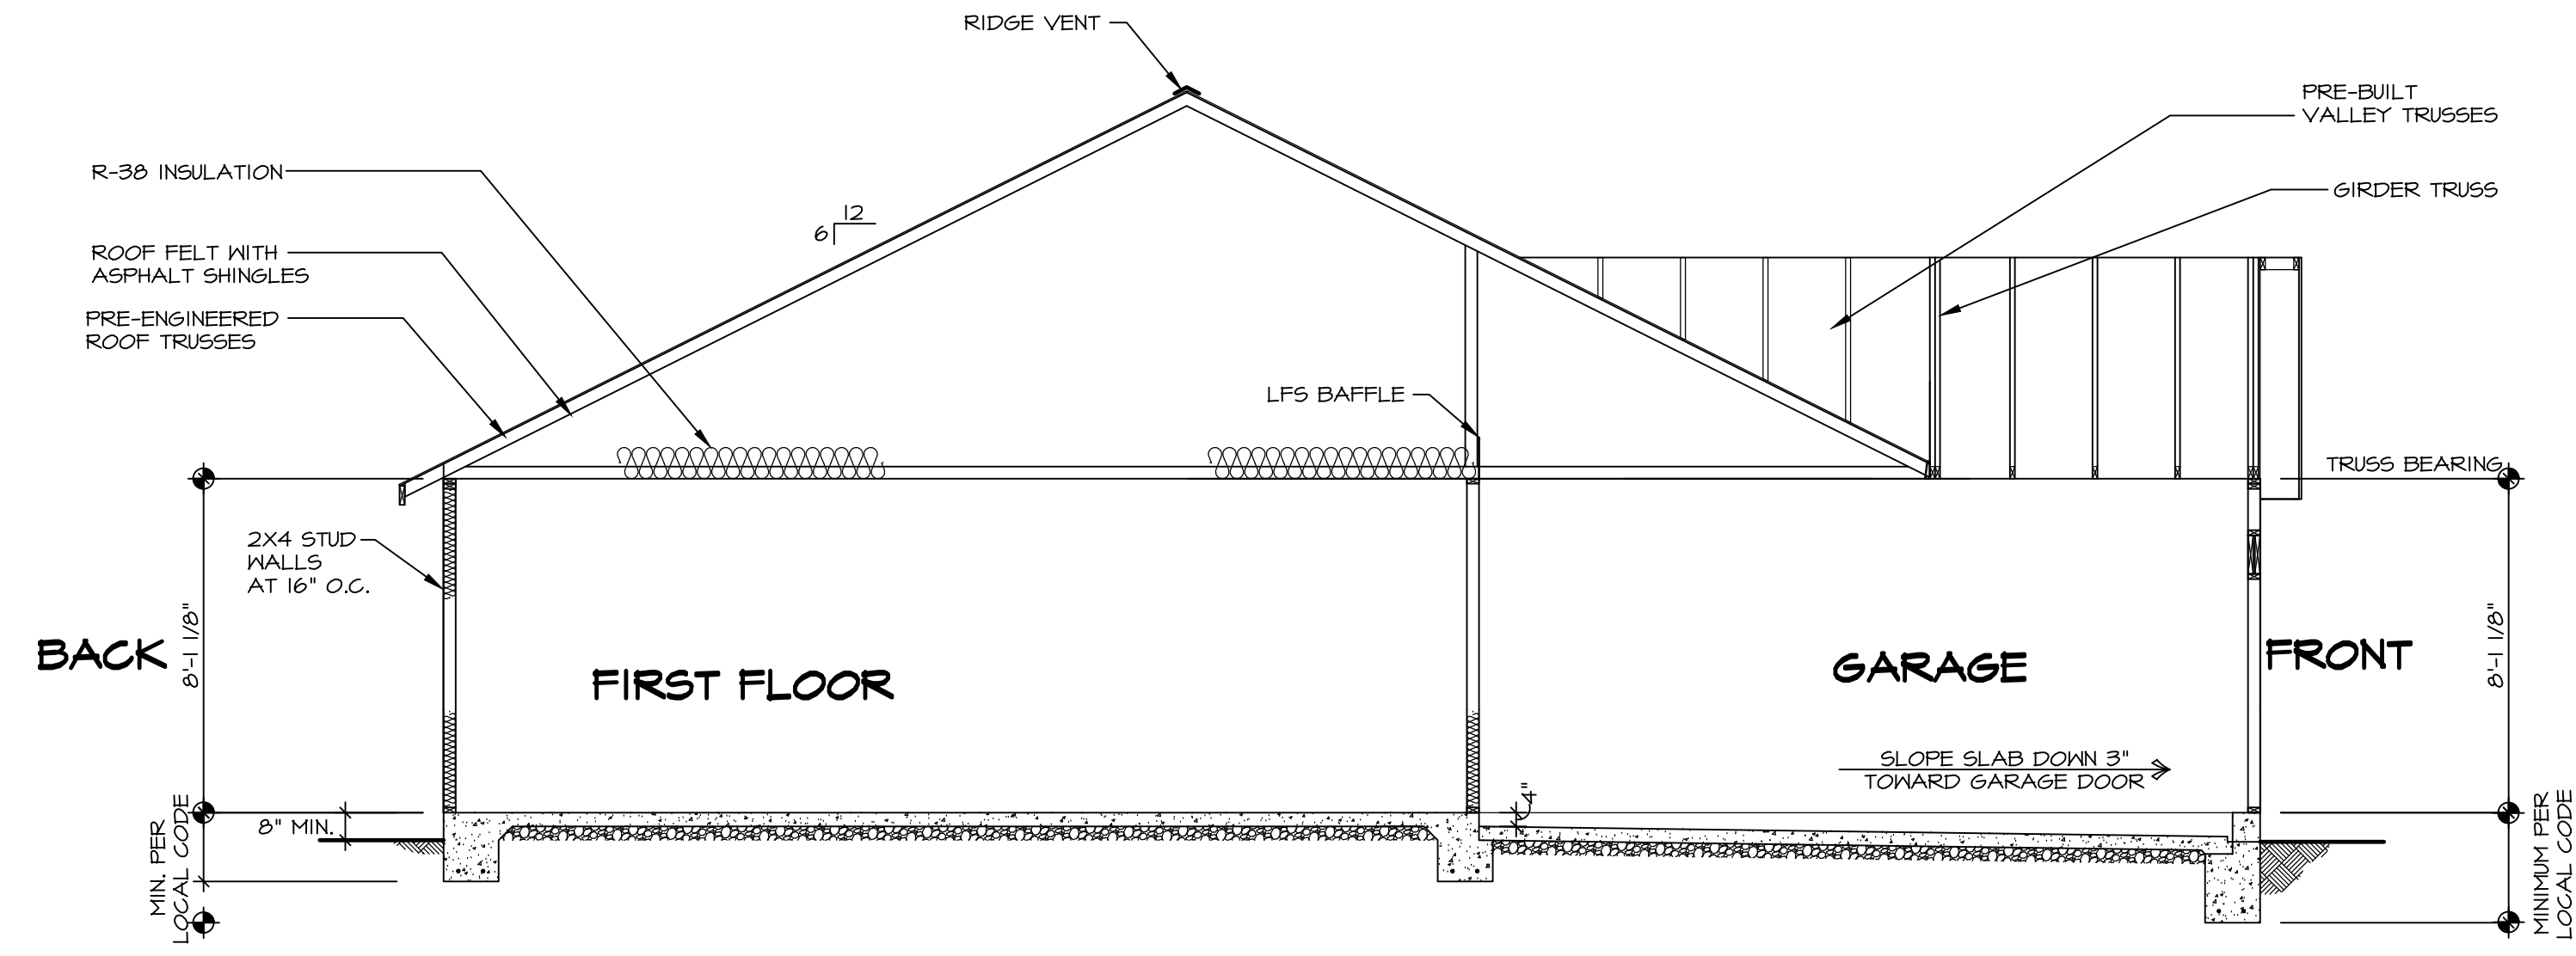 RIDGE VENT
PRE-BUILT
VALLEY TRUSSES
R-38 INSULATION
GIRDER TRUSS
12
6
ROOF FELT WITH
ASPHALT SHINGLES
PRE-ENGINEERED
ROOF TRUSSES
LFS BAFFLE
TRUSS BEARING
2X4 STUD
WALLS
AT 16" O.C.
8'-1 1/8"
8'-1 1/8"
BACK
FIRST FLOOR
GARAGE
FRONT
SLOPE SLAB DOWN 3"
TOWARD GARAGE DOOR
4"
8" MIN.
MIN. PER
LOCAL CODE
MINIMUM PER
LOCAL CODE